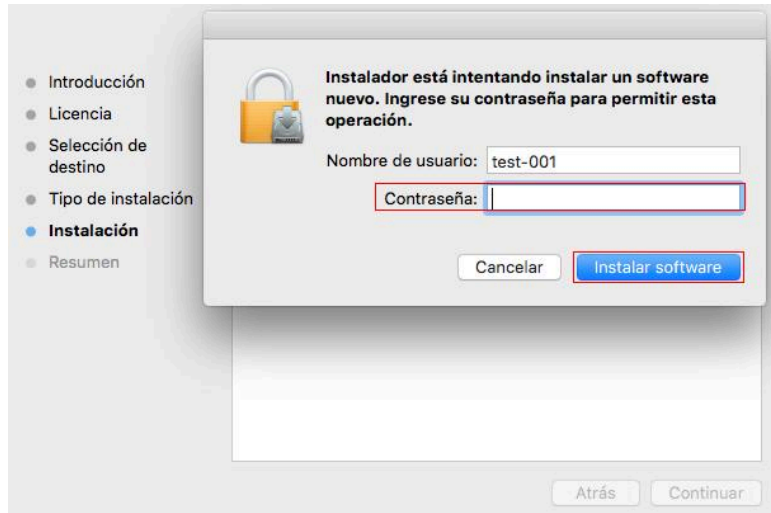 Introducción
Licencia
Selección de
destino
Tipo de instalación
Instalación
Resumen
Instalador está intentando instalar un software
nuevo. Ingrese su contraseña para permitir esta
operación.
Nombre de usuario: test-001
Contraseña:
Cancelar Instalar software
Atrás Continuar